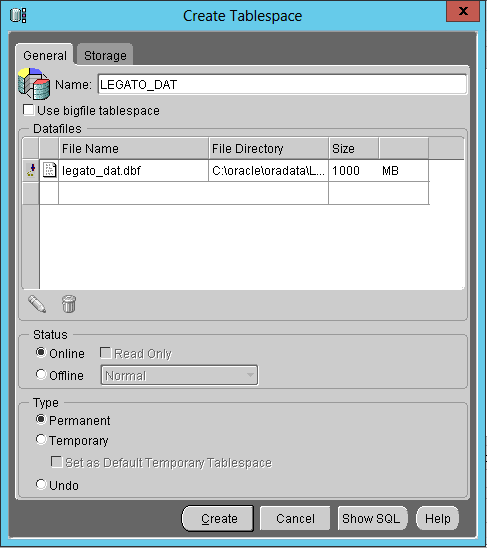 Create Tablespace
x
General Storage
Name: LEGATO_DAT
Use bigfile tablespace
Datafiles
File Name File Directory Size
legato_dat.dbf C:\oracle\oradata\L... 1000 MB
Status
Online Read Only
Offline Normal
Type
Permanent
Temporary
Set as Default Temporary Tablespace
Undo
Create Cancel Show SQL Help